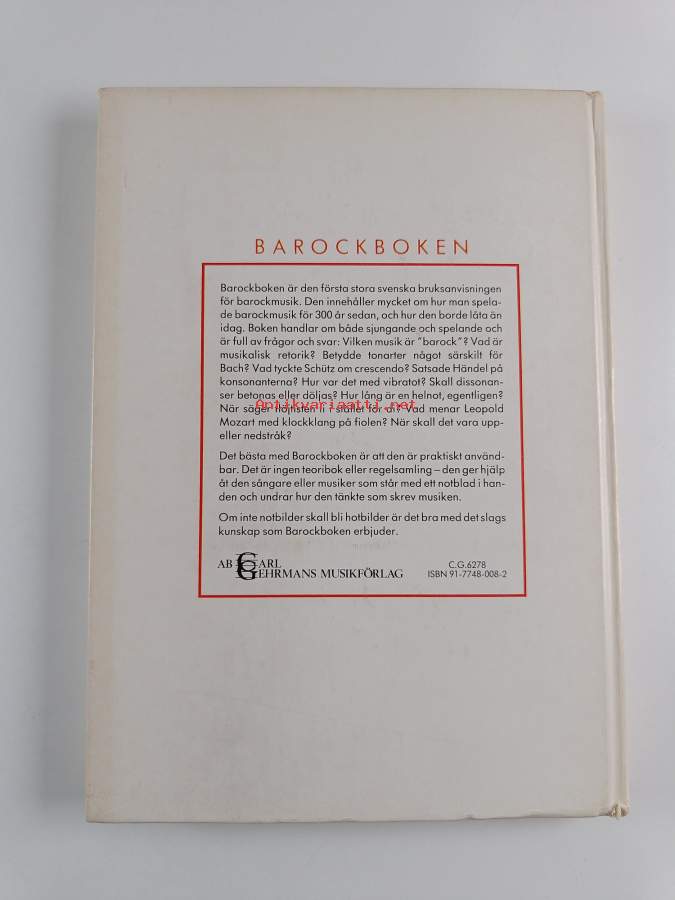 BAROCKBOKEN
Barockboken är den första stora svenska bruksanvisningen
för barockmusik. Den innehåller mycket om hur man spela-
de barockmusik för 300 år sedan, och hur den borde låta än
idag. Boken handlar om både sjungande och spelande och
är full av frågor och svar: Vilken musik är "barock"? Vad är
musikalisk retorik? Betydde tonarter något särskilt för
Bach? Vad tyckte Schütz om crescendo? Satsade Händel på
konsonanterna? Hur var det med vibratot? Skall dissonan-
ser betonas eller döljas? Hur lång är en helnot, egentligen?
Antikvariaatti.net
När säger flöjtisten ti i stället för di? Vad menar Leopold
Mozart med klockklang på fiolen? När skall det vara upp-
eller nedstråk?
Det bästa med Barockboken är att den är praktiskt använd-
bar. Det är ingen teoribok eller regelsamling – den ger hjälp
åt den sångare eller musiker som står med ett notblad i han-
den och undrar hur den tänkte som skrev musiken.
Om inte notbilder skall bli hotbilder är det bra med det slags
kunskap som Barockboken erbjuder.
AB CARL
GEHRMANS MUSIKFÖRLAG
C.G.6278
ISBN 91-7748-008-2